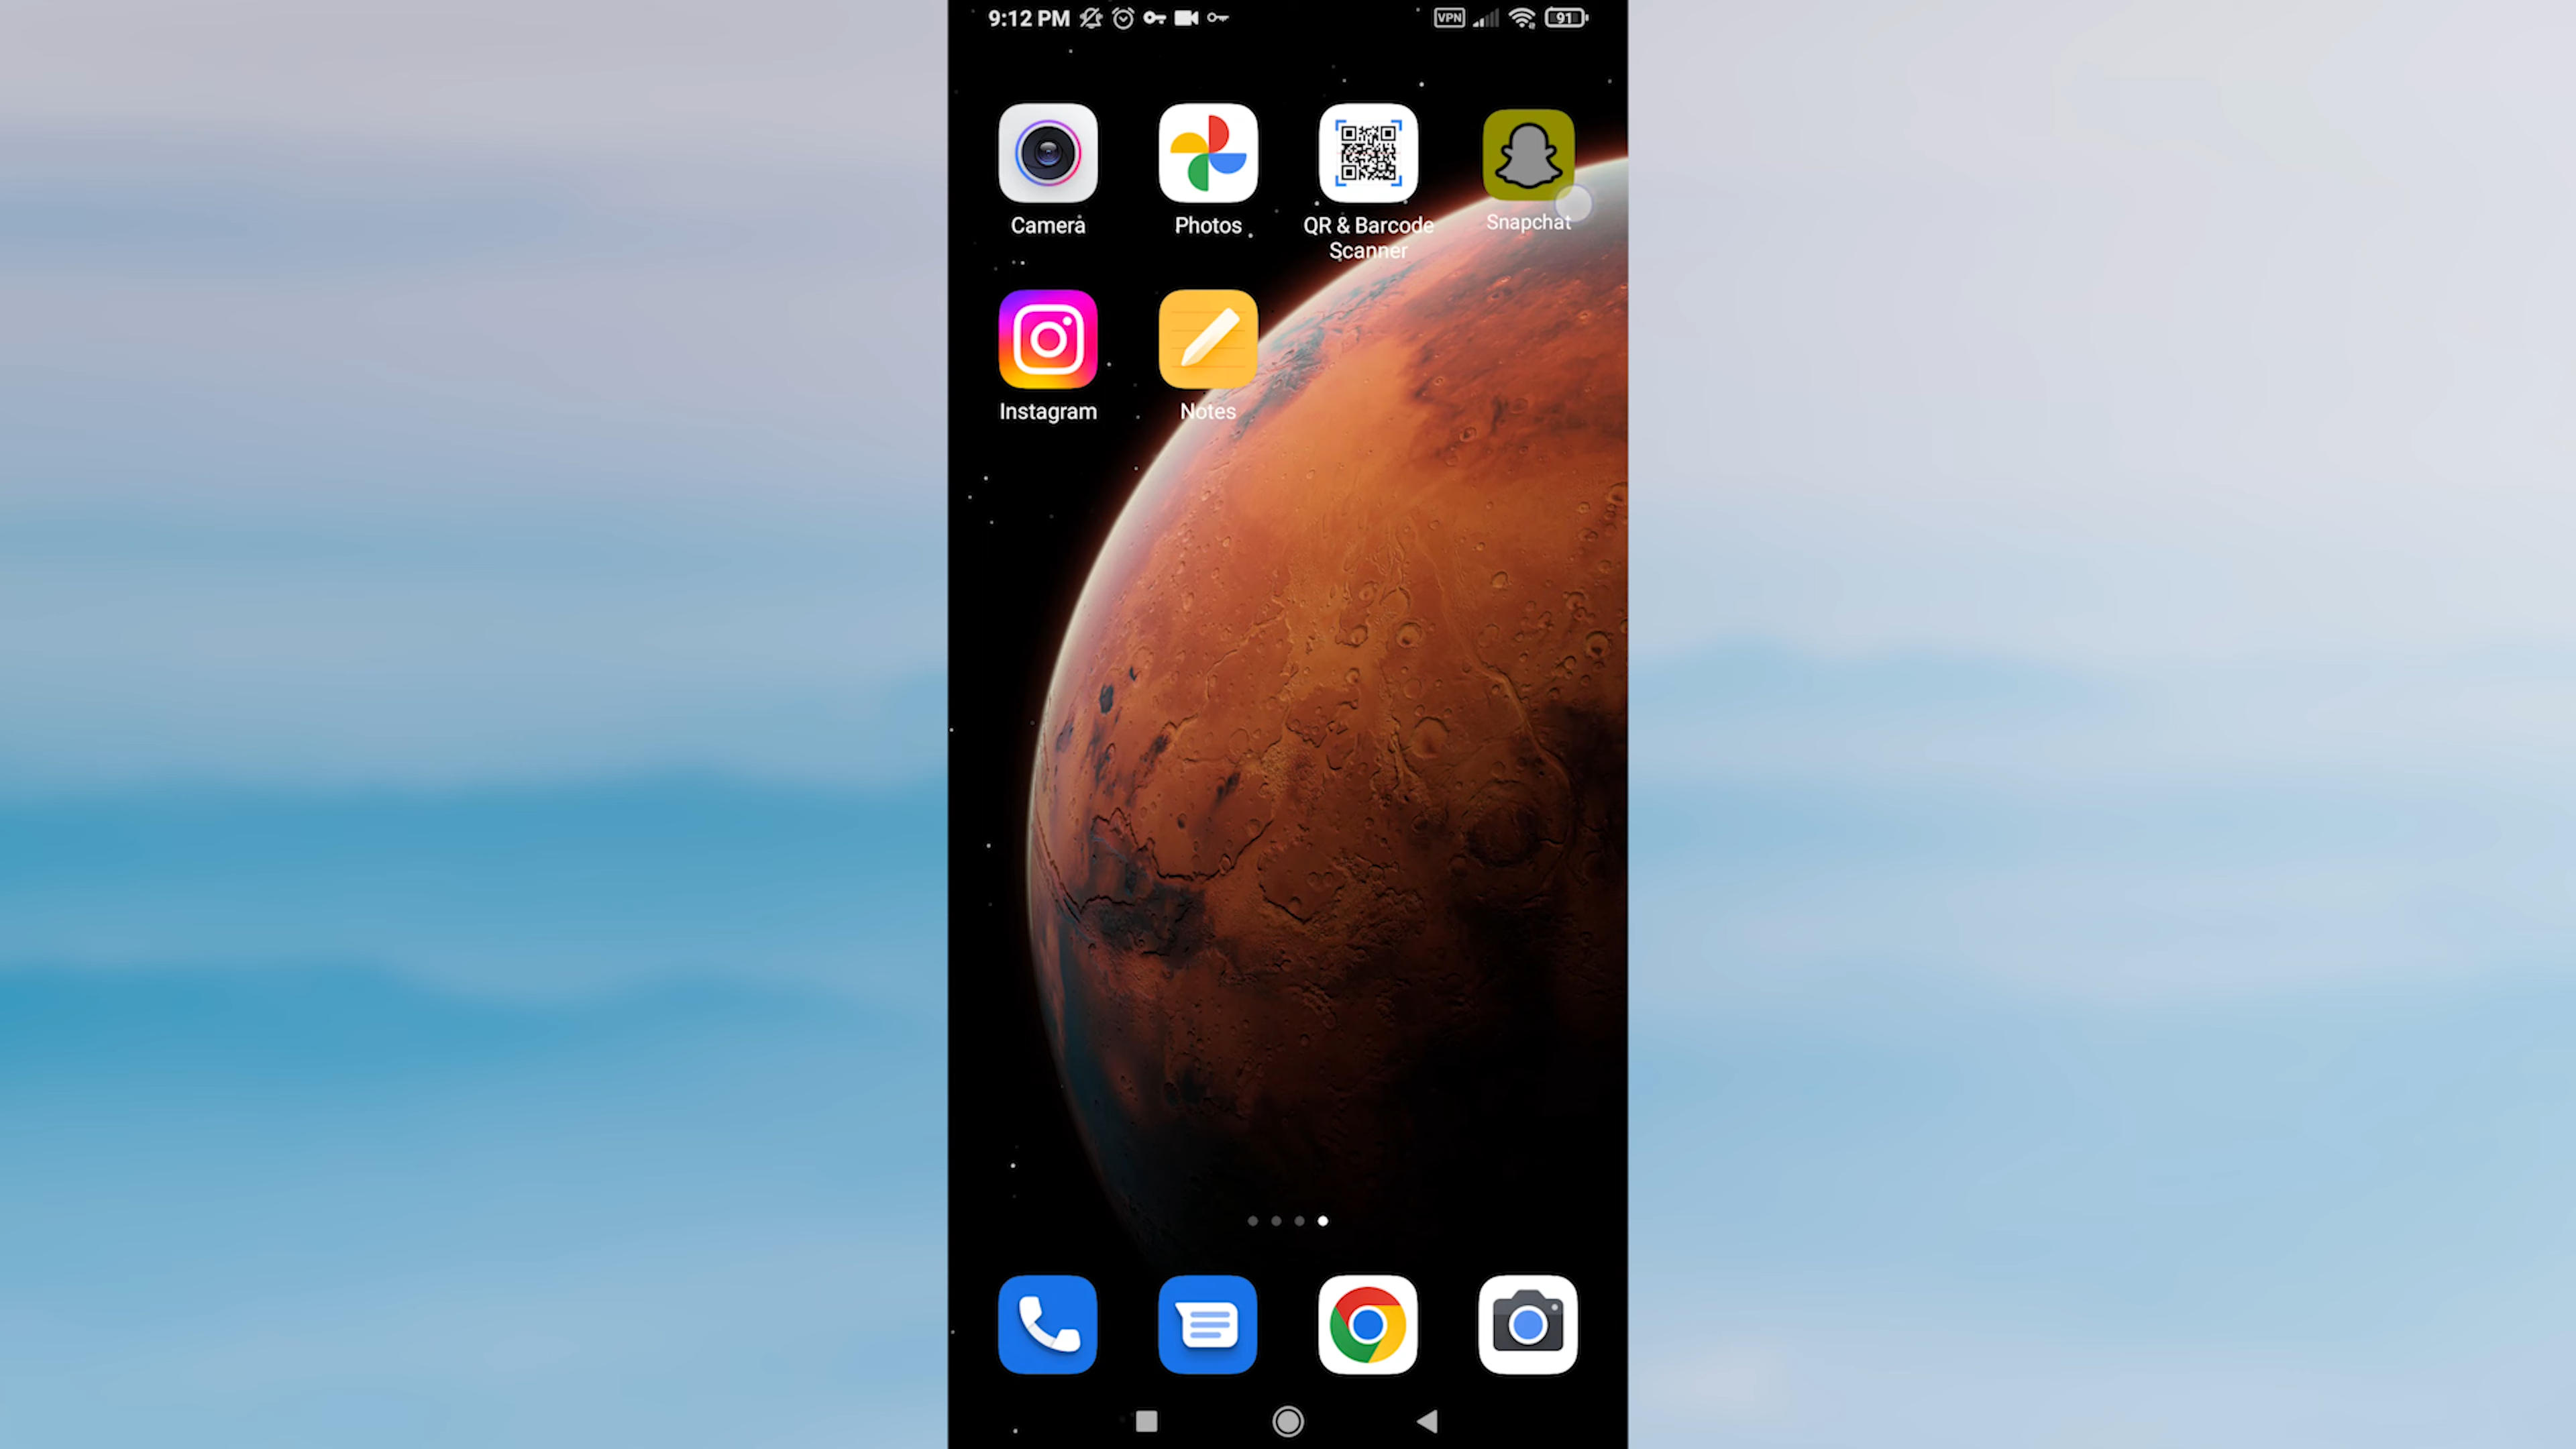 9:12 PM
VPN
91
Camera
Photos
QR & Barcode
Scanner
Snapchat
Instagram
Notes